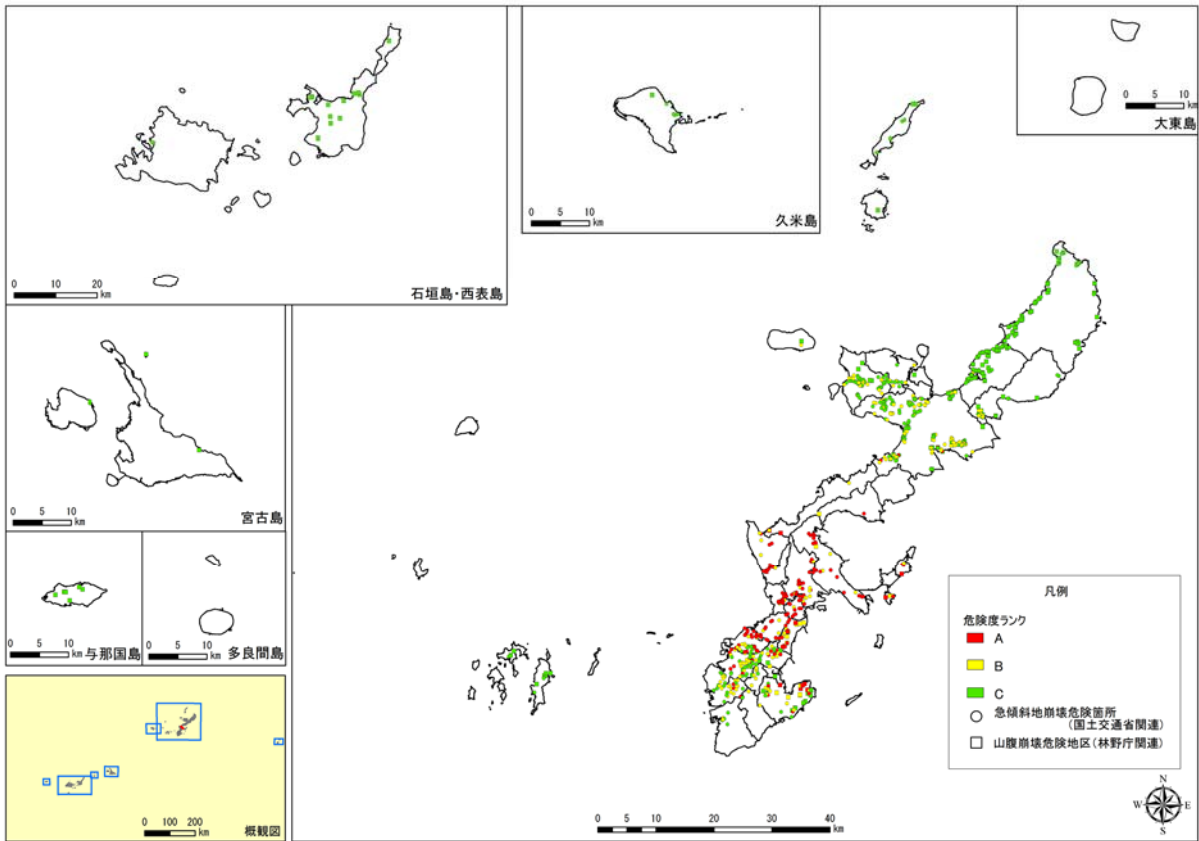 0 5 10
km
大東島
0 5 10
km
久米島
0 10 20
km
石垣島・西表島
0 5 10
km
宮古島
0 5 10
km
与那国島
0 5 10
km
多良間島
凡例
危険度ランク
A
B
C
急傾斜地崩壊危険箇所
(国土交通省関連)
山腹崩壊危険地区(林野庁関連)
N
W E
S
0 100 200
km
概観図
0 5 10 20 30 40
km